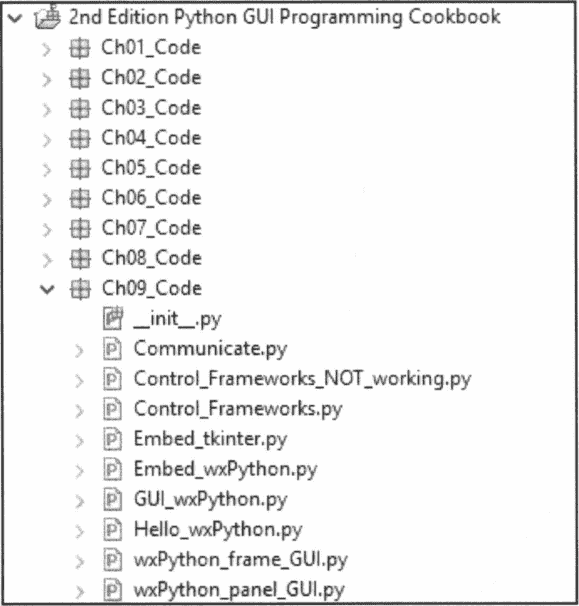 2nd Edition Python GUI Programming Cookbook
Ch01_Code
Ch02_Code
Ch03_Code
Ch04_Code
Ch05_Code
Ch06_Code
Ch07_Code
Ch08_Code
Ch09_Code
__init__.py
Communicate.py
Control_Frameworks_NOT_working.py
Control_Frameworks.py
Embed_tkinter.py
Embed_wxPython.py
GUI_wxPython.py
Hello_wxPython.py
wxPython_frame_GUI.py
wxPython_panel_GUI.py